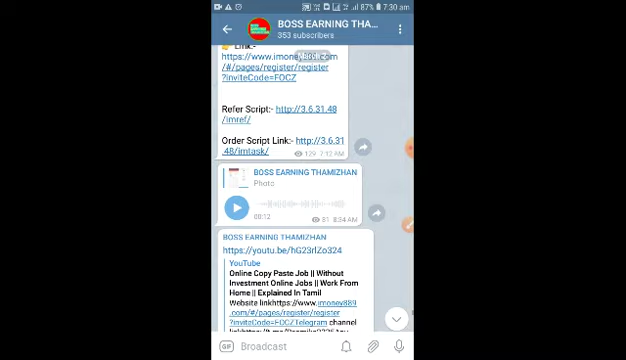 87% 7:30 am
BOSS EARNING THA...
353 subscribers
Link:-
https://www.imoney889.com
/#/pages/register/register
?inviteCode=FOCZ
Refer Script:- http://3.6.31.48
/imref/
Order Script Link:- http://3.6.31
.48/imtask/
129 7:12 AM
BOSS EARNING THAMIZHAN
Photo
00:12
81 8:34 AM
BOSS EARNING THAMIZHAN
https://youtu.be/hG23rlZo324
YouTube
Online Copy Paste Job || Without
Investment Online Jobs || Work From
Home || Explained In Tamil
Website linkhttps://www.imoney889
.com/#/pages/register/register
?inviteCode=FOCZTelegram channel
GIF Broadcast